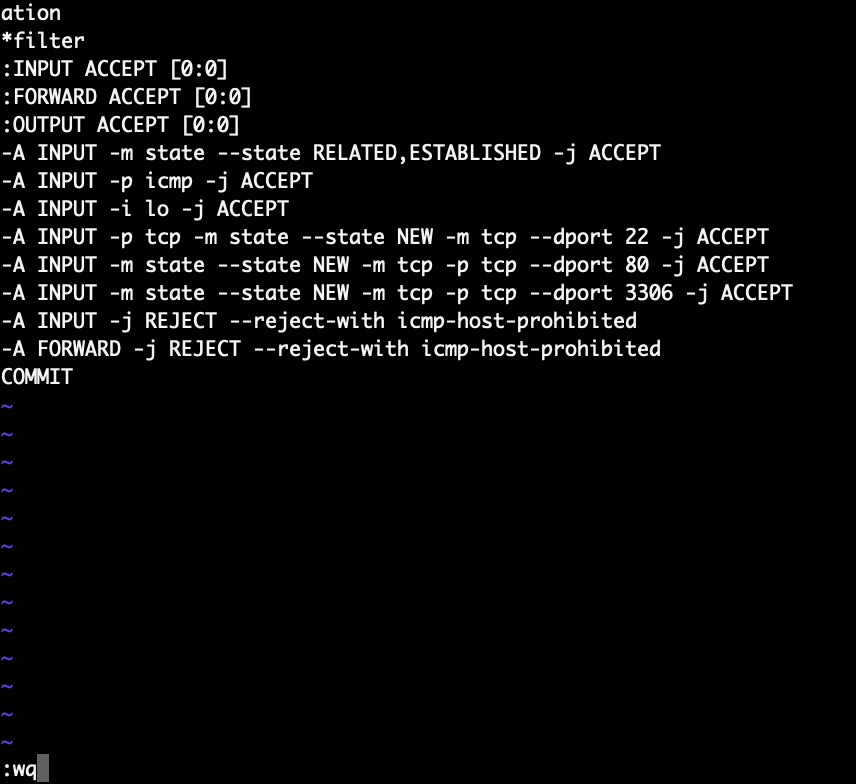 ation
*filter
:INPUT ACCEPT [0:0]
:FORWARD ACCEPT [0:0]
:OUTPUT ACCEPT [0:0]
-A INPUT -m state --state RELATED,ESTABLISHED -j ACCEPT
-A INPUT -p icmp -j ACCEPT
-A INPUT -i lo -j ACCEPT
-A INPUT -p tcp -m state --state NEW -m tcp --dport 22 -j ACCEPT
-A INPUT -m state --state NEW -m tcp -p tcp --dport 80 -j ACCEPT
-A INPUT -m state --state NEW -m tcp -p tcp --dport 3306 -j ACCEPT
-A INPUT -j REJECT --reject-with icmp-host-prohibited
-A FORWARD -j REJECT --reject-with icmp-host-prohibited
COMMIT
~
~
~
~
~
~
~
~
~
~
~
~
~
:wq